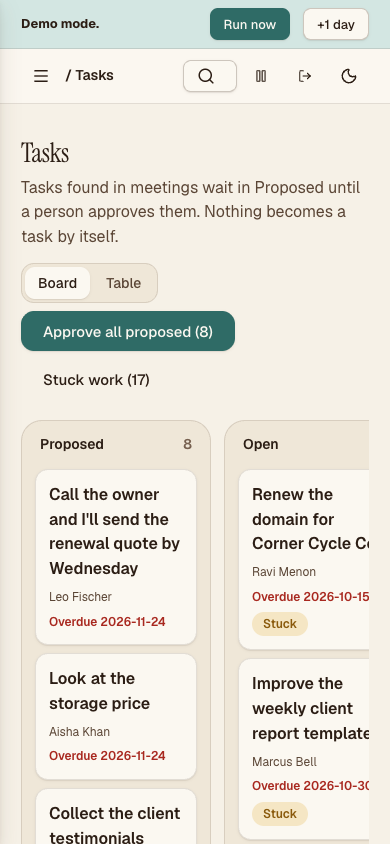 Demo mode.
Run now
+1 day
/ Tasks
Tasks
Tasks found in meetings wait in Proposed until
a person approves them. Nothing becomes a
task by itself.
Board
Table
Approve all proposed (8)
Stuck work (17)
Proposed
8
Call the owner
and I'll send the
renewal quote by
Wednesday
Leo Fischer
Overdue 2026-11-24
Look at the
storage price
Aisha Khan
Overdue 2026-11-24
Collect the client
testimonials
Open
Renew the
domain for
Corner Cycle
Ravi Menon
Overdue 2026-10-15
Stuck
Improve the
weekly client
report template
Marcus Bell
Overdue 2026-10-30
Stuck